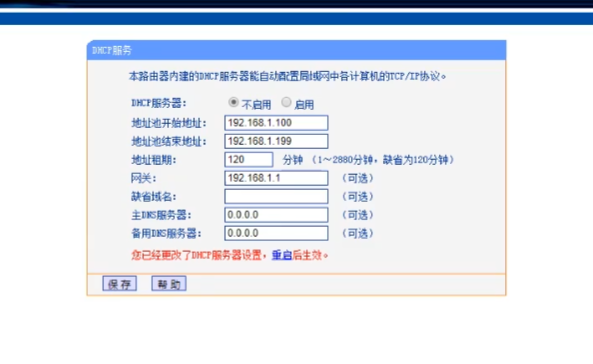 DHCP服务
本路由器内建的DHCP服务器能自动配置局域网中各计算机的TCP/IP协议。
DHCP服务器： 不启用 启用
地址池开始地址： 192.168.1.100
地址池结束地址： 192.168.1.199
地址租期： 120 分钟 （1～2880分钟，缺省为120分钟）
网关： 192.168.1.1 （可选）
缺省域名： （可选）
主DNS服务器： 0.0.0.0 （可选）
备用DNS服务器： 0.0.0.0 （可选）
您已经更改了DHCP服务器设置，重启后生效。
保存 帮助